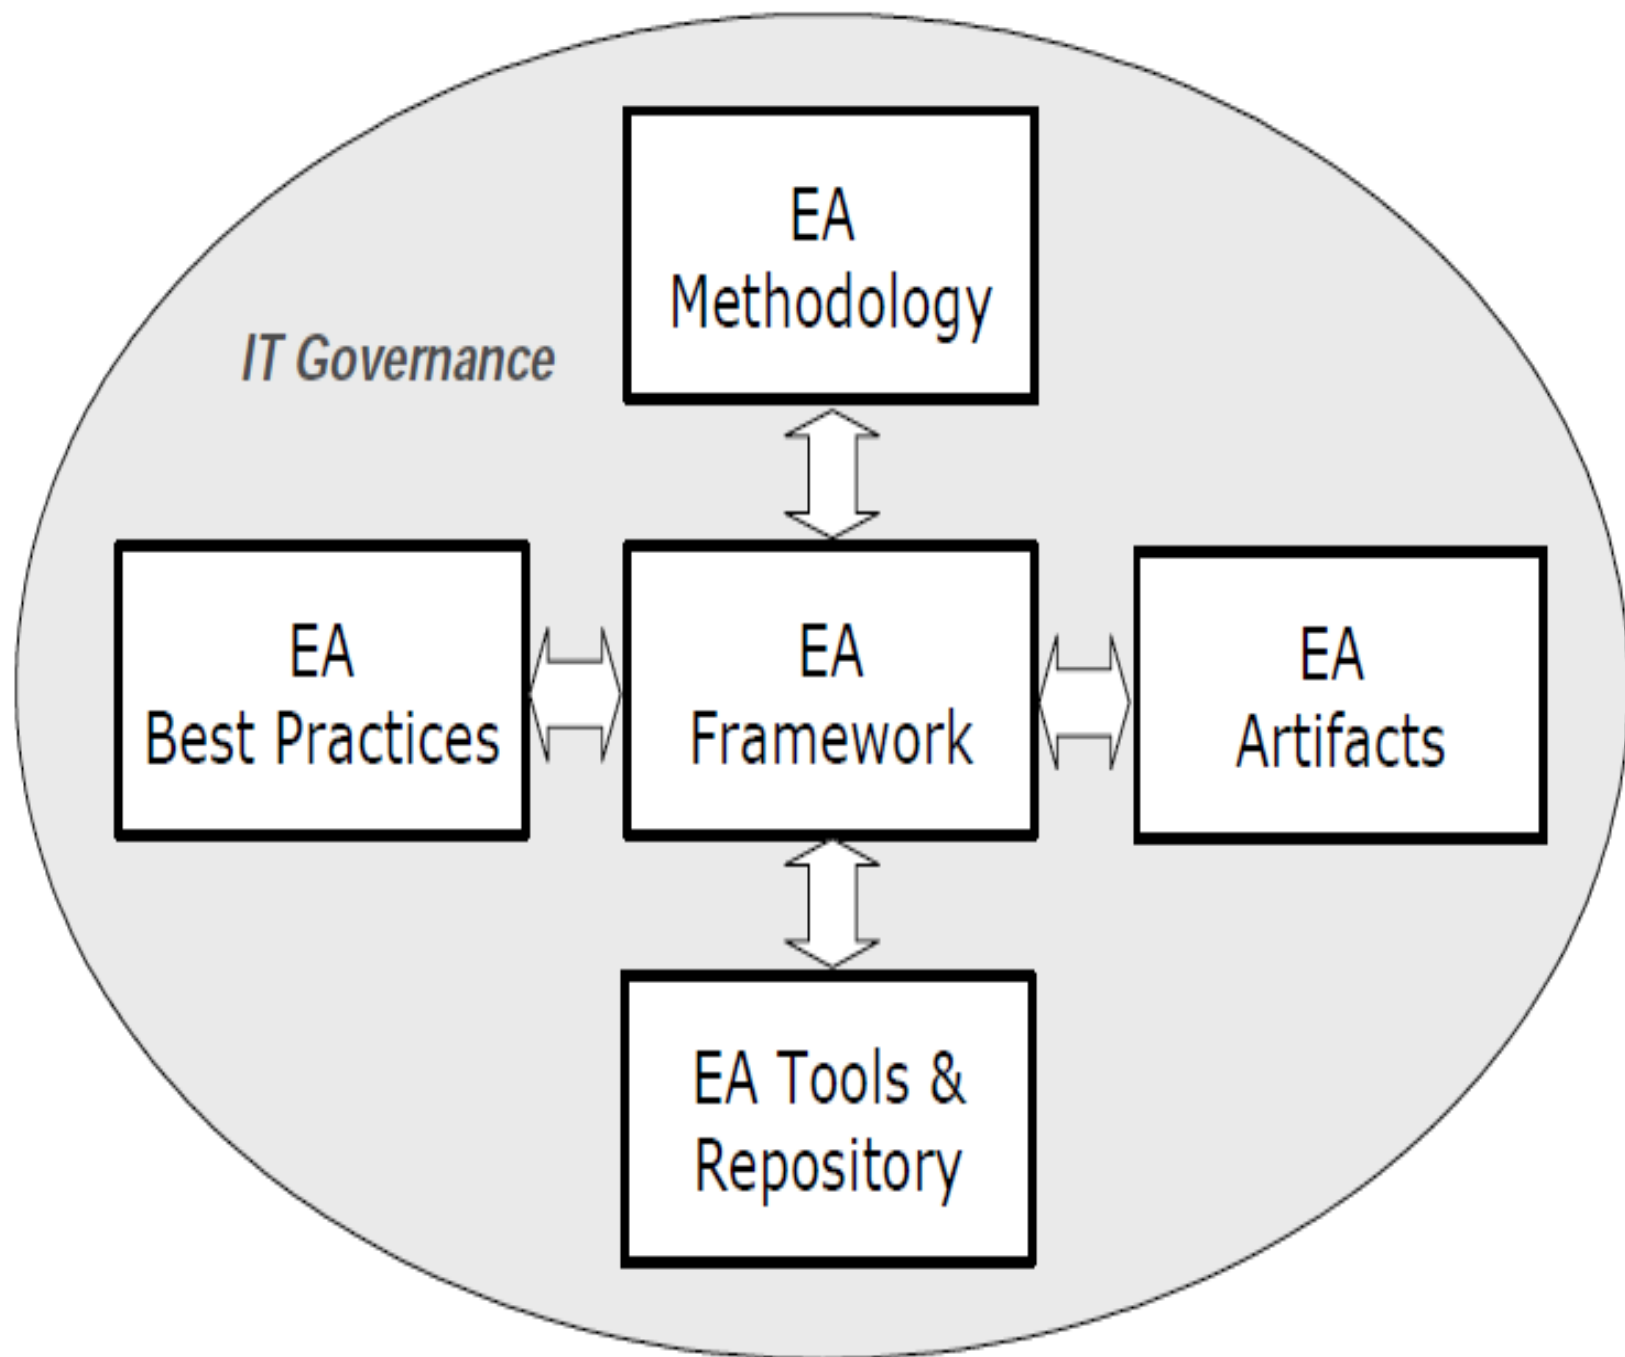 EA
Methodology
IT Governance
EA
Best Practices
EA
Framework
EA
Artifacts
EA Tools &
Repository